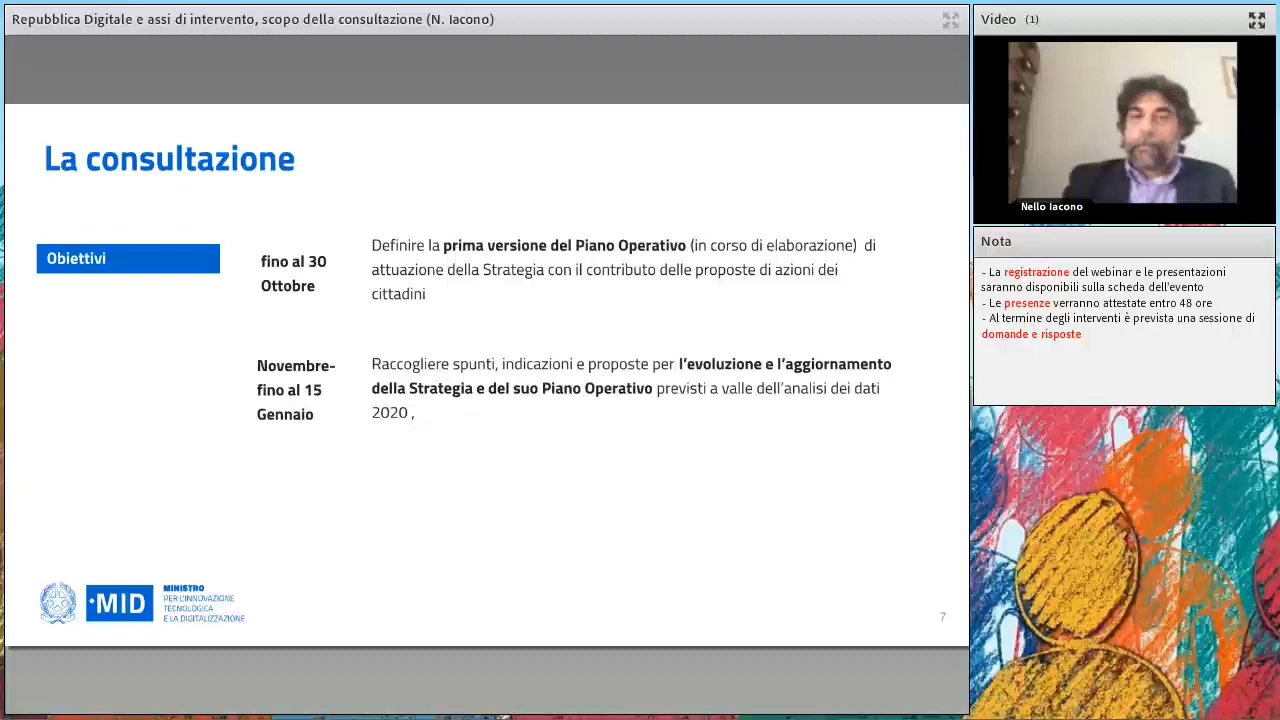 Repubblica Digitale e assi di intervento, scopo della consultazione (N. Iacono)
La consultazione
Obiettivi
fino al 30
Ottobre
Definire la prima versione del Piano Operativo (in corso di elaborazione) di
attuazione della Strategia con il contributo delle proposte di azioni dei
cittadini
Novembre-
fino al 15
Gennaio
Raccogliere spunti, indicazioni e proposte per l'evoluzione e l'aggiornamento
della Strategia e del suo Piano Operativo previsti a valle dell'analisi dei dati
2020 ,
MID
MINISTRO
PER L'INNOVAZIONE
TECNOLOGICA
E LA DIGITALIZZAZIONE
7
Video (1)
Nello Iacono
Nota
- La registrazione del webinar e le presentazioni
saranno disponibili sulla scheda dell'evento
- Le presenze verranno attestate entro 48 ore
- Al termine degli interventi è prevista una sessione di
domande e risposte